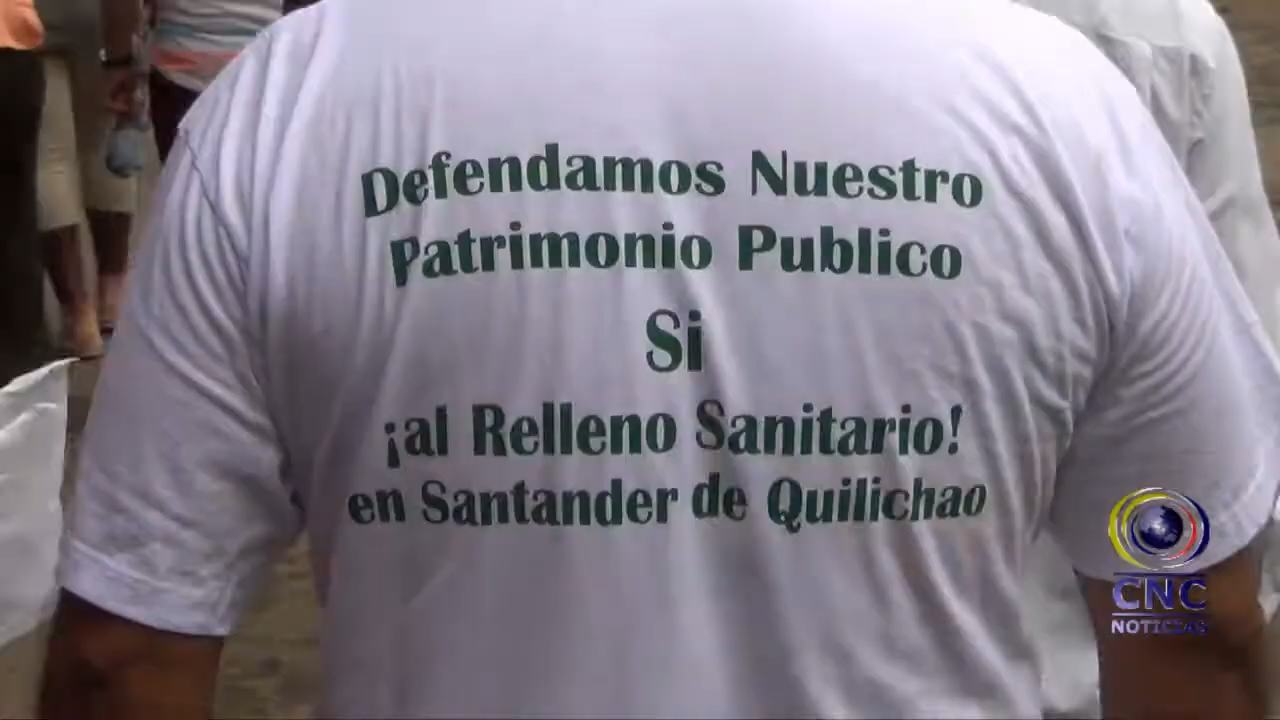 Defendamos Nuestro
Patrimonio Publico
Si
¡al Relleno Sanitario!
en Santander de Quilichao
CNC
NOTICIAS